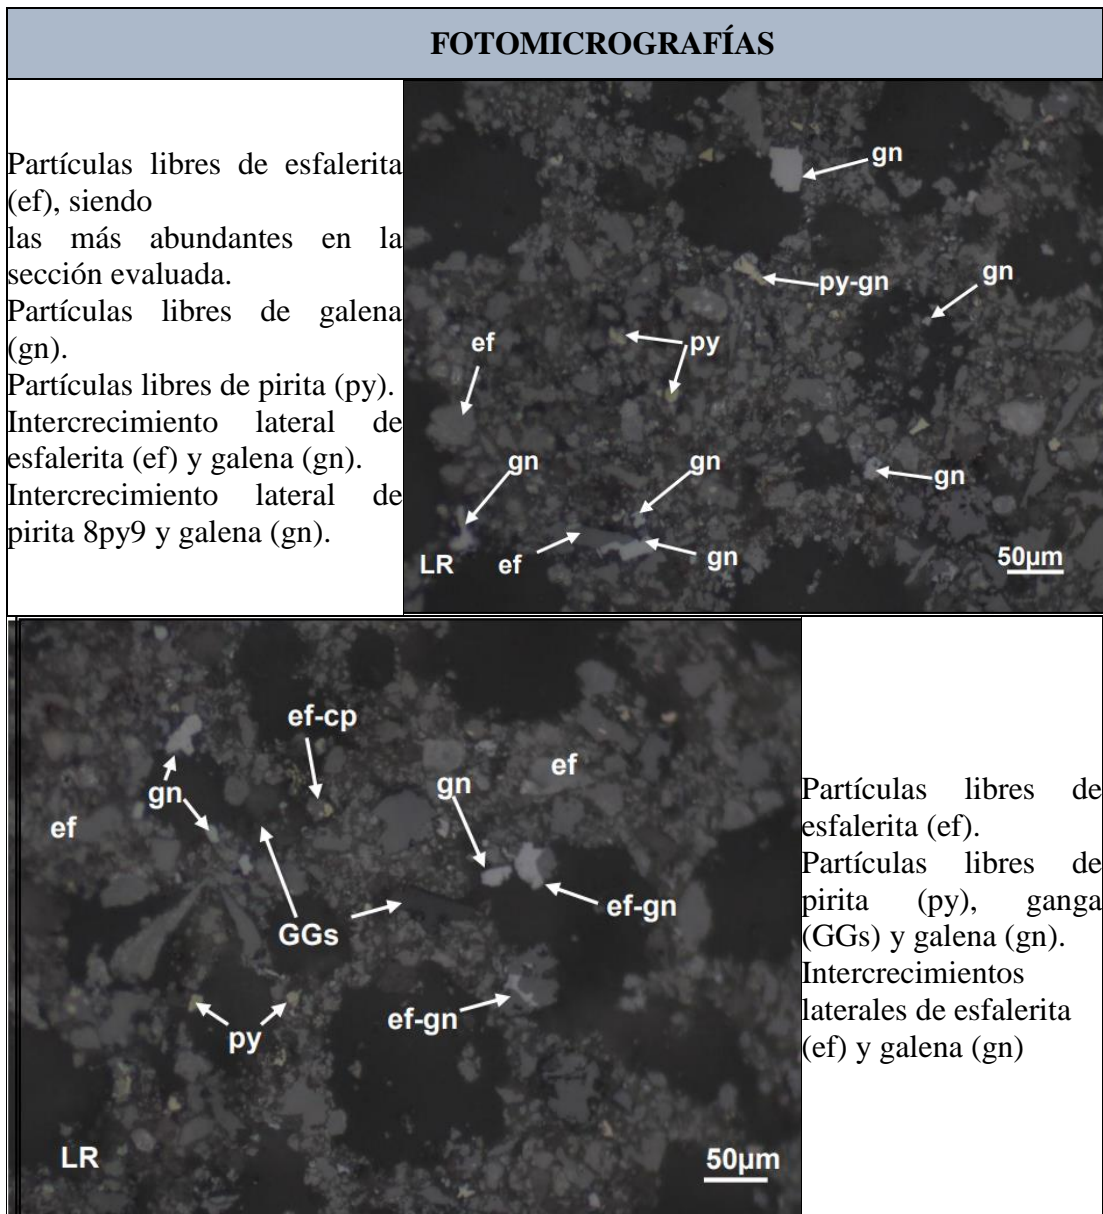 FOTOMICROGRAFÍAS
Partículas libres de esfalerita
(ef), siendo
las más abundantes en la
sección evaluada.
Partículas libres de galena
(gn).
Partículas libres de pirita (py).
Intercrecimiento lateral de
esfalerita (ef) y galena (gn).
Intercrecimiento lateral de
pirita 8py9 y galena (gn).
gn
py-gn
gn
ef
py
gn
gn
gn
LR
ef
gn
50µm
ef-cp
gn
ef
gn
ef
ef-gn
GGs
ef-gn
py
LR
50µm
Partículas libres de
esfalerita (ef).
Partículas libres de
pirita (py), ganga
(GGs) y galena (gn).
Intercrecimientos
laterales de esfalerita
(ef) y galena (gn)